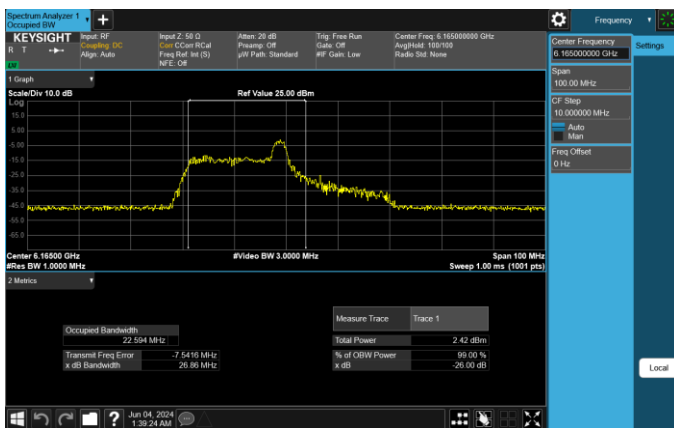 Spectrum Analyzer 1
Occupied BW
+
Frequency
KEYSIGHT
R T
Input: RF
Coupling: DC
Align: Auto
Input Z: 50 Ω
Corr CCorr RCal
Freq Ref: Int (S)
NFE: Off
Atten: 28 dB
Preamp: Off
µW Path: Standard
Trig: Free Run
Gate: Off
#IF Gain: Low
Center Freq: 6.165000000 GHz
Avg|Hold: 100/100
Radio Std: None
Center Frequency
6.165000000 GHz
Settings
Span
100.00 MHz
CF Step
10.000000 MHz
Auto
Man
Freq Offset
0 Hz
1 Graph
Scale/Div 10.0 dB
Ref Value 25.00 dBm
Log
15.0
5.00
-5.00
-15.0
-25.0
-35.0
-45.0
-55.0
-65.0
Center 6.16500 GHz
#Res BW 1.0000 MHz
#Video BW 3.0000 MHz
Span 100 MHz
Sweep 1.00 ms (1001 pts)
2 Metrics
Measure Trace
Trace 1
Occupied Bandwidth
22.594 MHz
Total Power
2.42 dBm
Transmit Freq Error
-7.5416 MHz
% of OBW Power
99.00 %
x dB Bandwidth
26.86 MHz
x dB
-26.00 dB
Local
?
Jun 04, 2024
1:39:24 AM